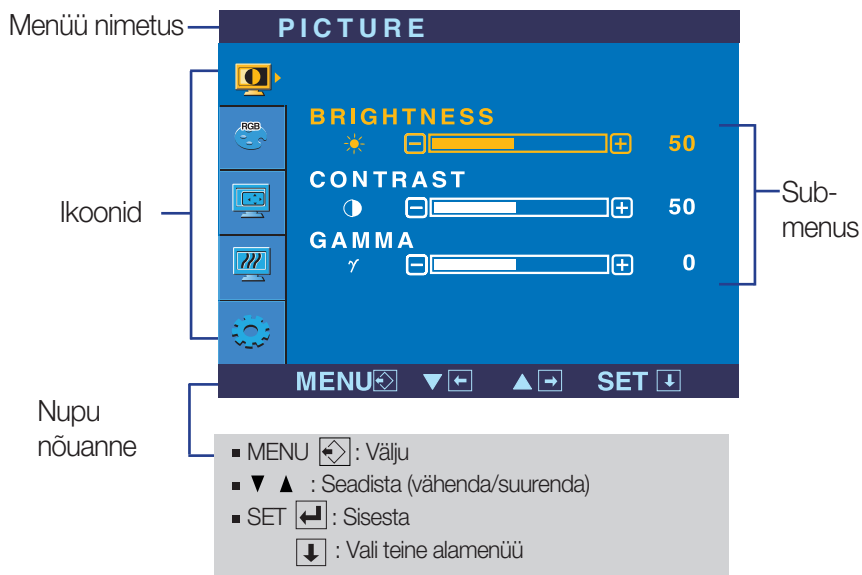 Menüü nimetus
PICTURE
RGB
BRIGHTNESS
50
CONTRAST
50
GAMMA
γ
0
Ikoonid
Sub-
menus
MENU ▼ ▲ SET
Nupu
nõuanne
■ MENU : Välju
■ ▼ ▲ : Seadista (vähenda/suurenda)
■ SET : Sisesta
: Vali teine alamenüü